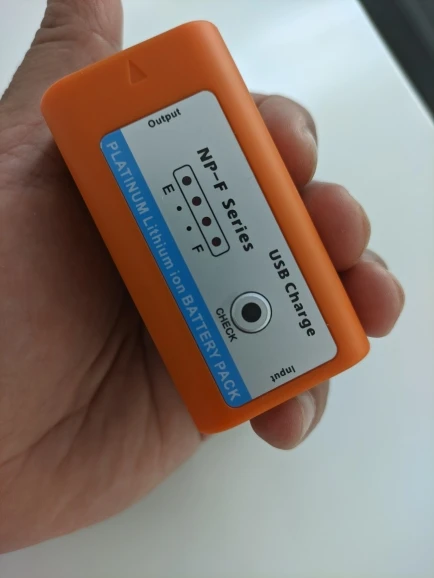 Output
NP-F Series
E F
USB Charge
CHECK
Input
PLATINUM Lithium ion BATTERY PACK